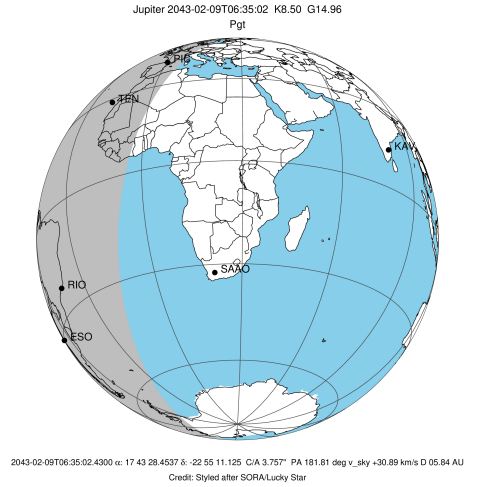 Jupiter 2043-02-09T06:35:02 K8.50 G14.96
Pgt
PIC
TEN
KAV
SAAO
RIO
ESO
2043-02-09T06:35:02.4300 α: 17 43 28.4537 δ: -22 55 11.125 C/A 3.757" PA 181.81 deg v_sky +30.89 km/s D 05.84 AU
Credit: Styled after SORA/Lucky Star